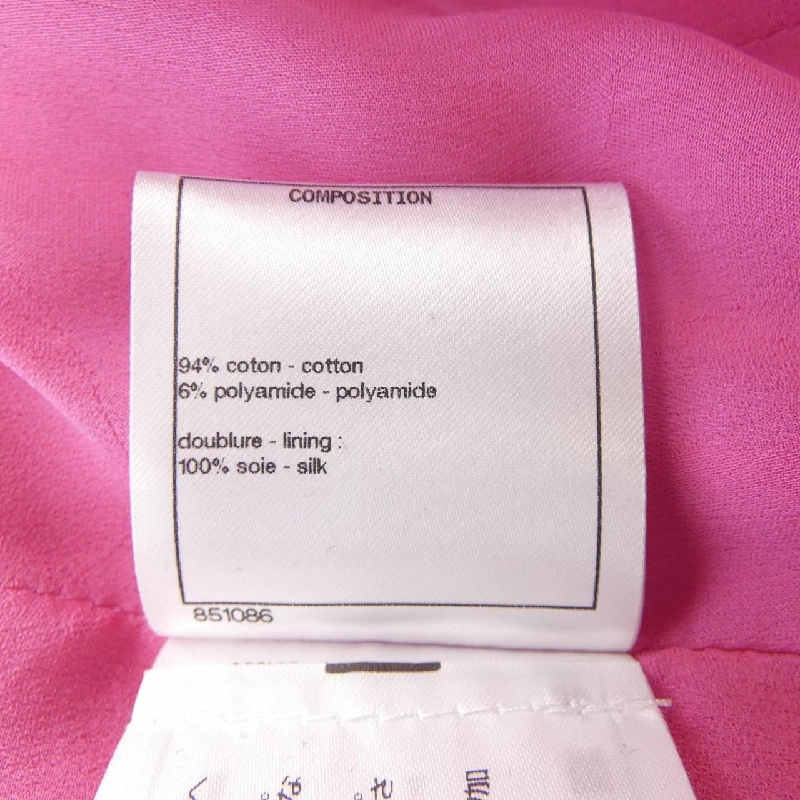 COMPOSITION
94% coton - cotton
6% polyamide - polyamide
doublure - lining :
100% soie - silk
851086